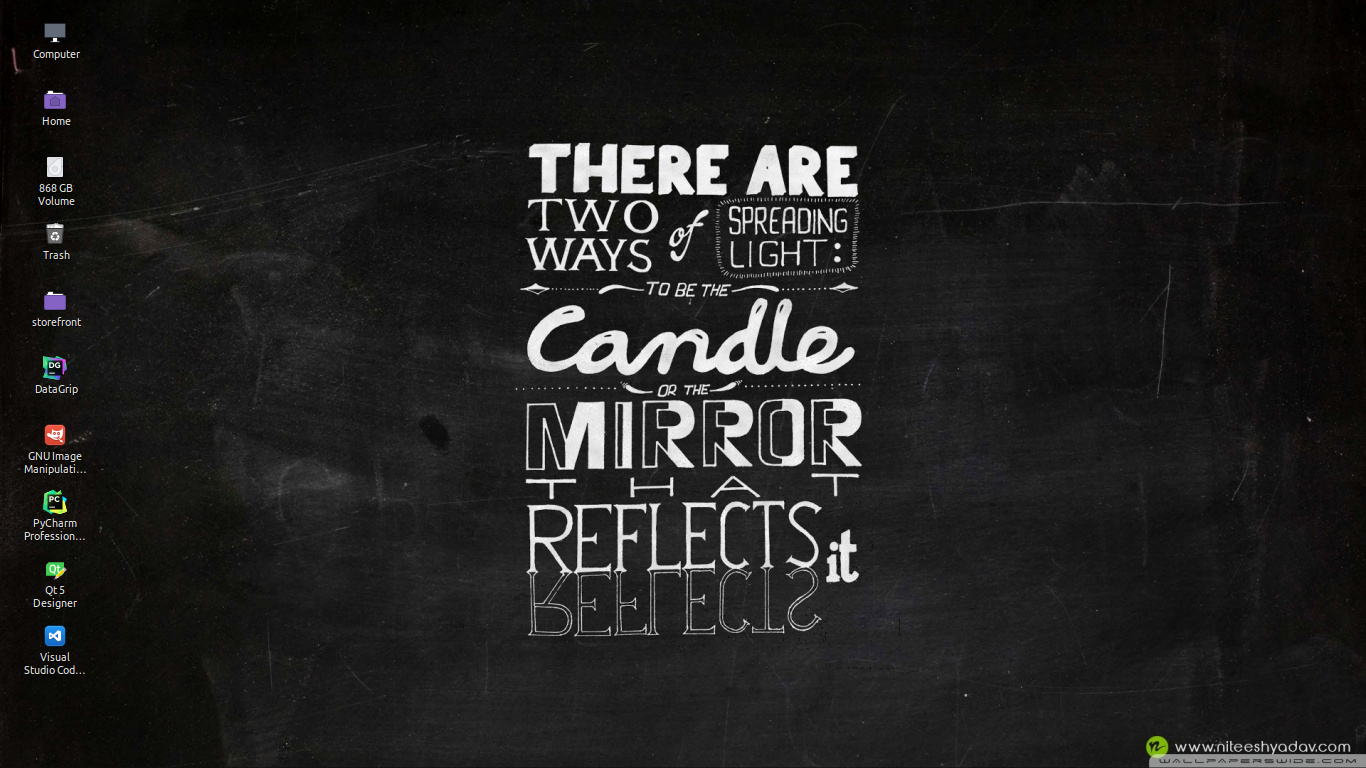 Computer
Home
868 GB
Volume
Trash
storefront
DG
DataGrip
GNU Image
Manipulati...
PC
PyCharm
Profession...
Qt
Qt 5
Designer
Visual
Studio Cod...
THERE ARE
TWO WAYS of SPREADING LIGHT:
TO BE THE
Candle
OR THE
MIRROR
THAT
REFLECTS it
REFLECTS
n www.niteeshyadav.com
WALLPAPERSWIDE.COM